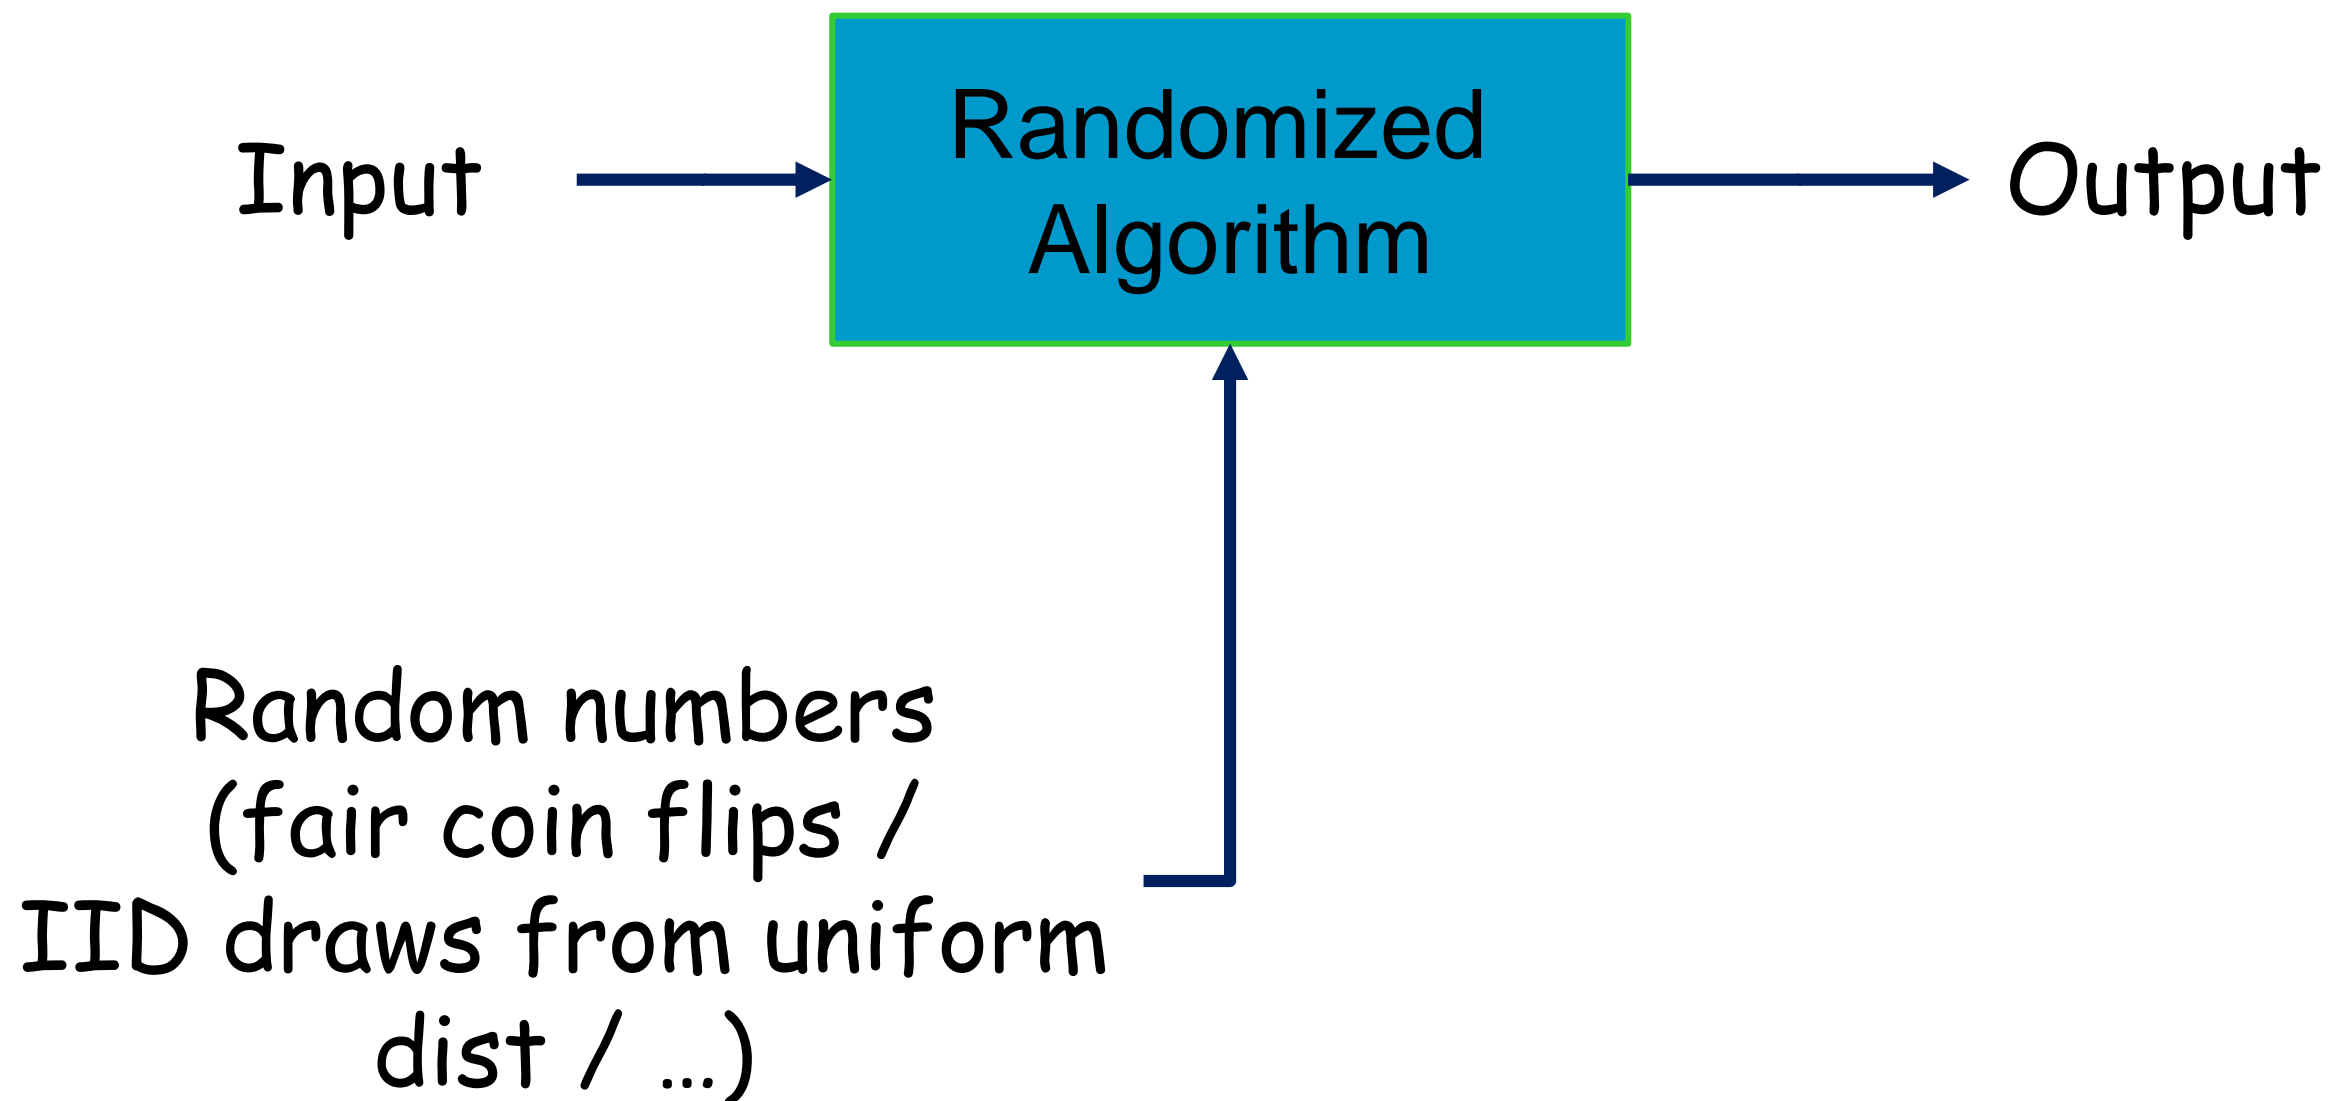 Input
Randomized
Algorithm
Output
Random numbers
(fair coin flips /
IID draws from uniform
dist / ...)